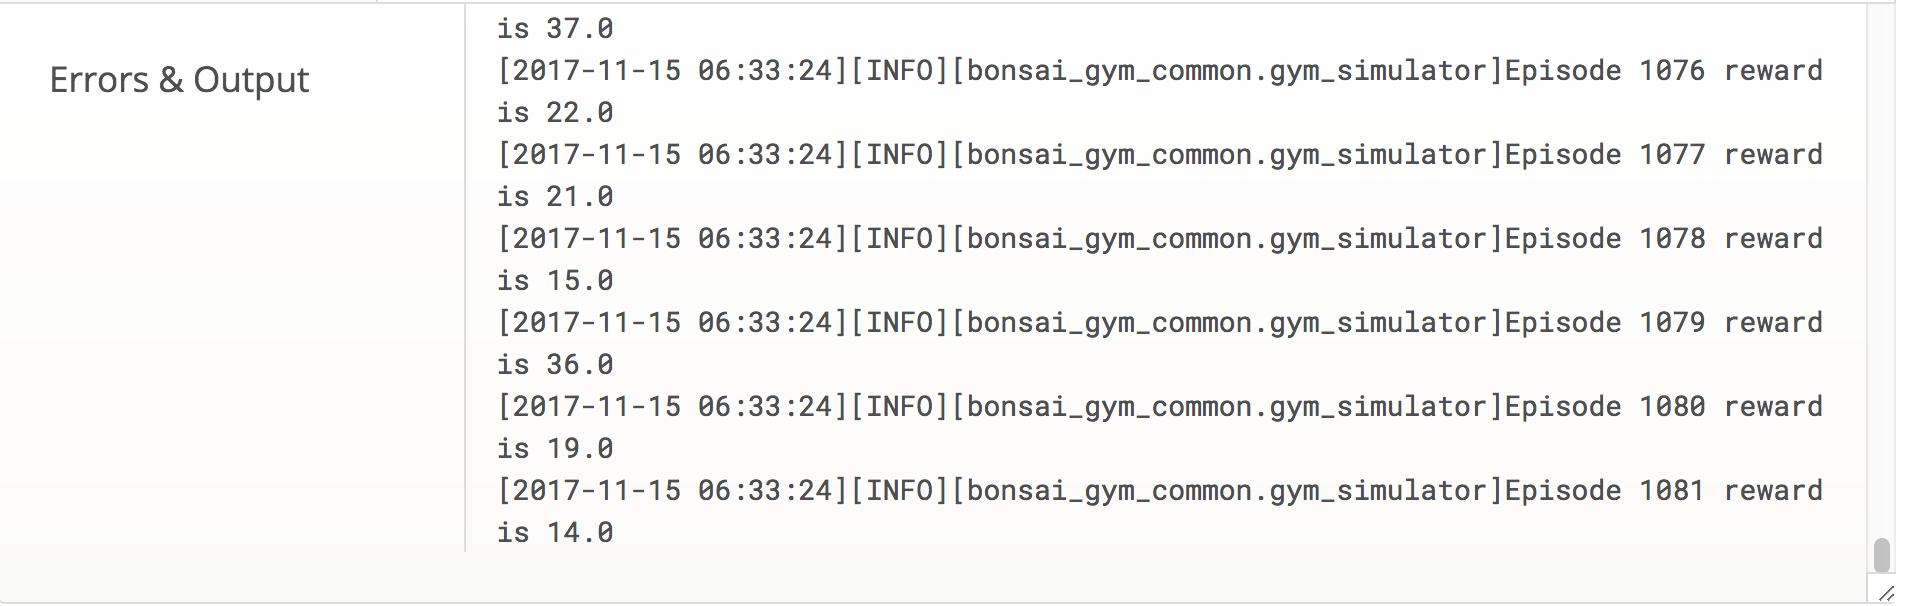 Errors & Output
is 37.0
[2017-11-15 06:33:24][INFO][bonsai_gym_common.gym_simulator]Episode 1076 reward
is 22.0
[2017-11-15 06:33:24][INFO][bonsai_gym_common.gym_simulator]Episode 1077 reward
is 21.0
[2017-11-15 06:33:24][INFO][bonsai_gym_common.gym_simulator]Episode 1078 reward
is 15.0
[2017-11-15 06:33:24][INFO][bonsai_gym_common.gym_simulator]Episode 1079 reward
is 36.0
[2017-11-15 06:33:24][INFO][bonsai_gym_common.gym_simulator]Episode 1080 reward
is 19.0
[2017-11-15 06:33:24][INFO][bonsai_gym_common.gym_simulator]Episode 1081 reward
is 14.0